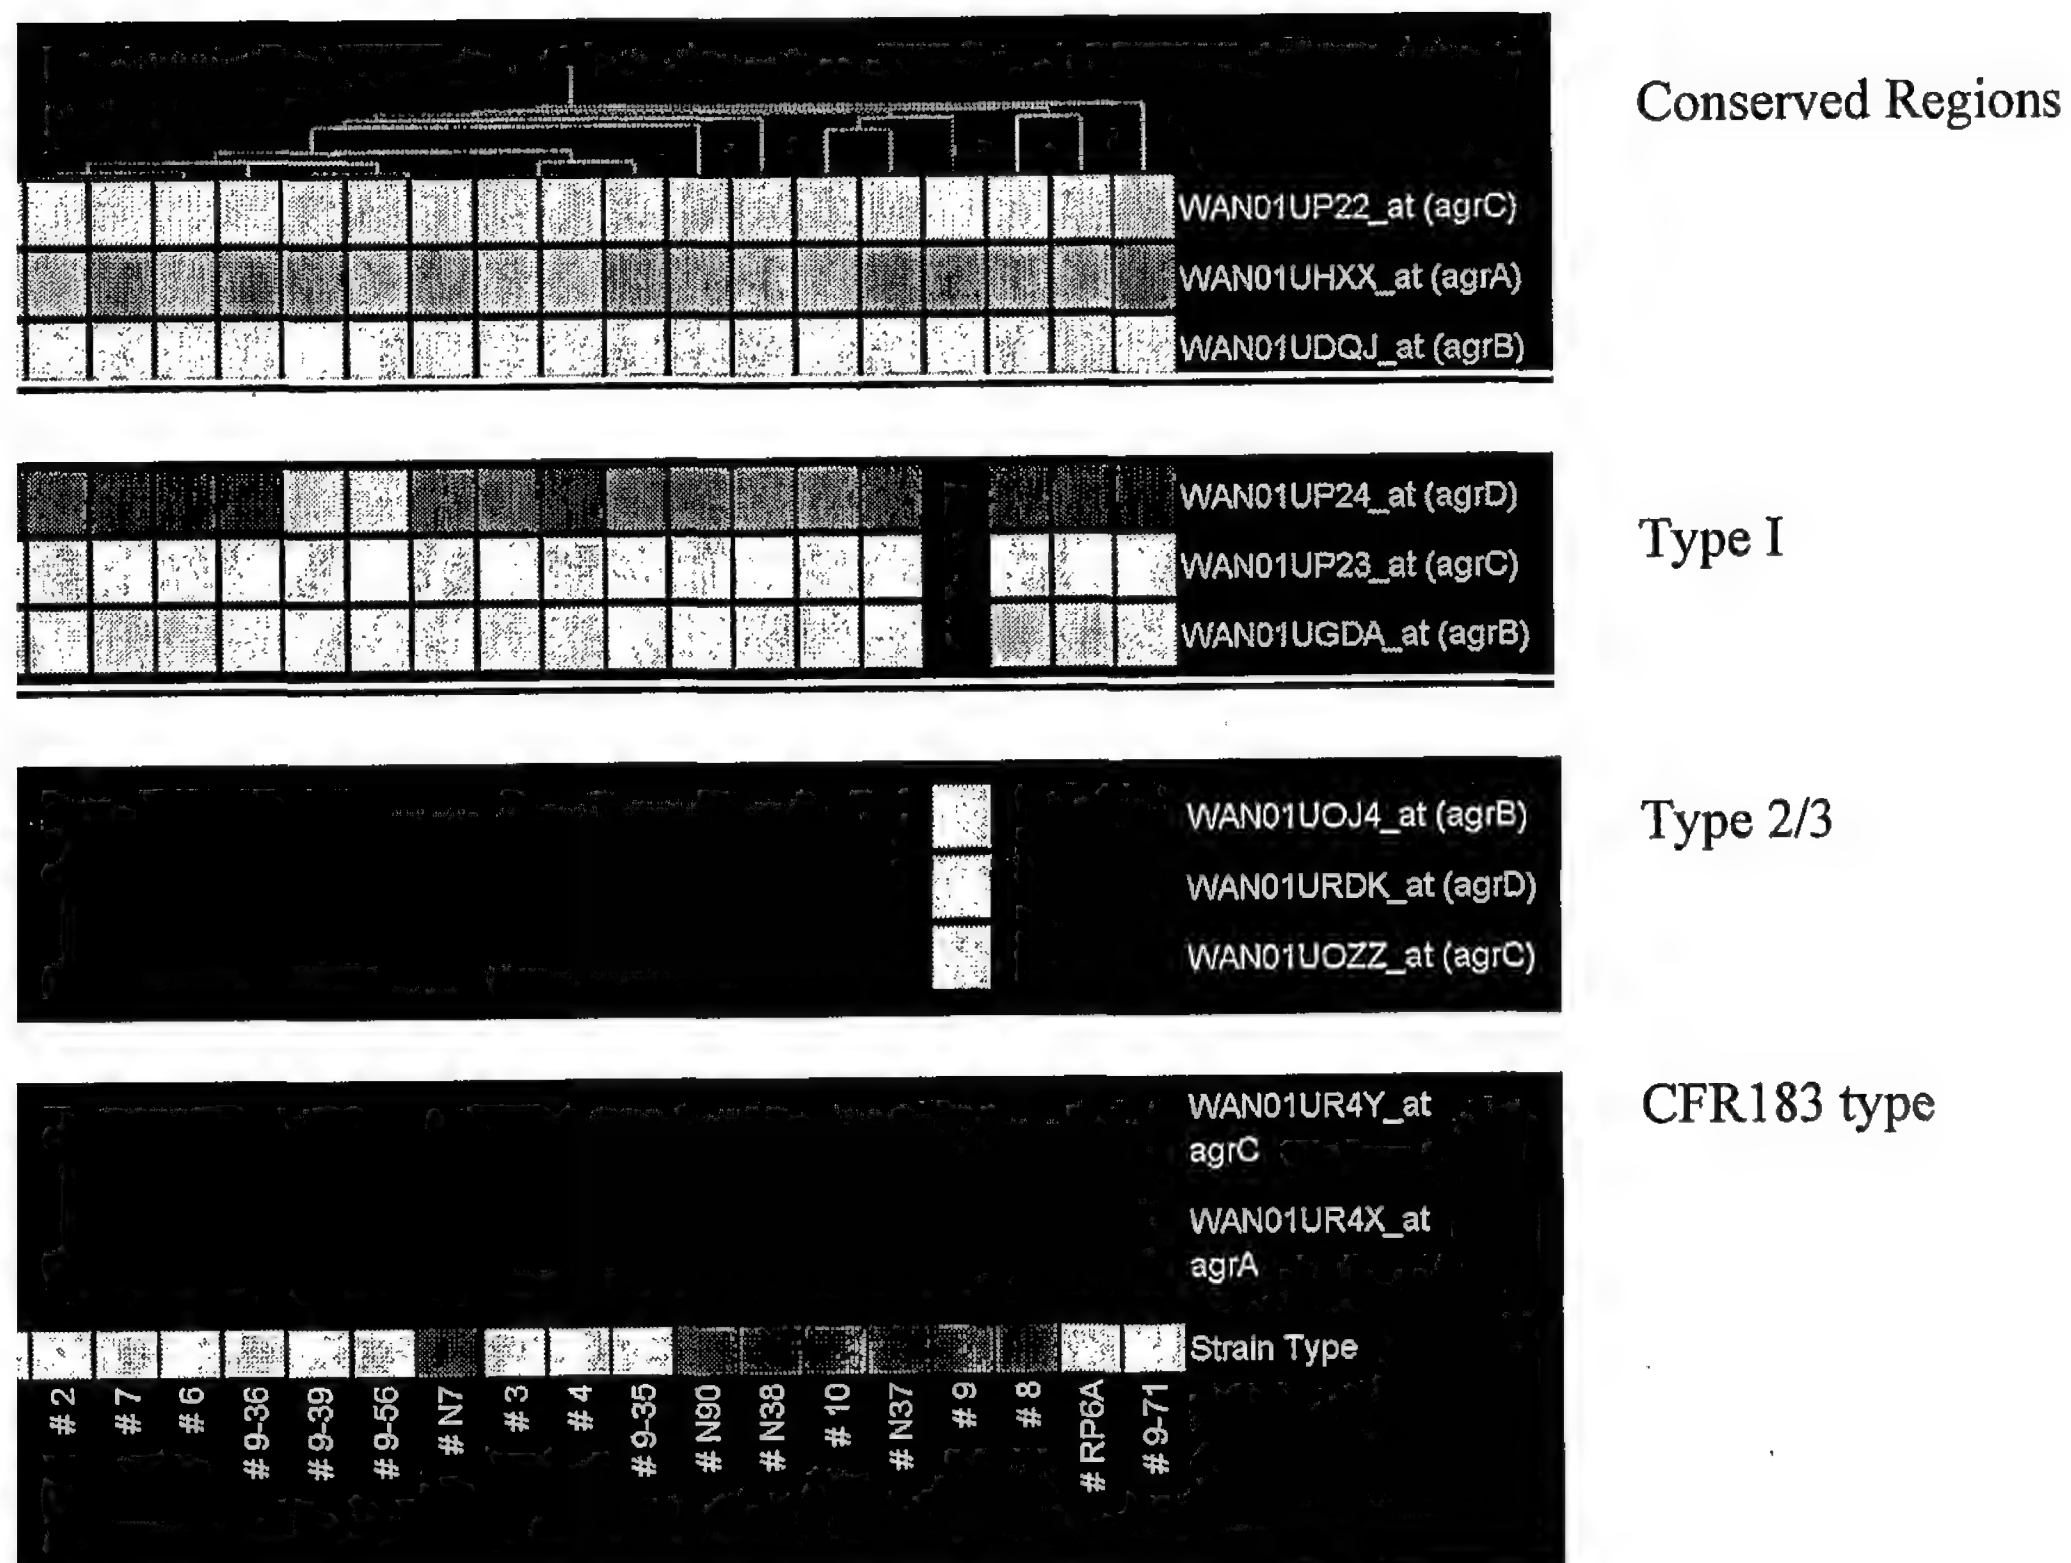 Conserved Regions
WAN01UP22_at (agrC)
WAN01UHXX_at (agrA)
WAN01UDQJ_at (agrB)
Type I
WAN01UP24_at (agrD)
WAN01UP23_at (agrC)
WAN01UGDA_at (agrB)
Type 2/3
WAN01UOJ4_at (agrB)
WAN01URDK_at (agrD)
WAN01UOZZ_at (agrC)
CFR183 type
WAN01UR4Y_at
agrC
WAN01UR4X_at
agrA
Strain Type
# 2
# 7
# 6
# 9-36
# 9-39
# 9-56
# N7
# 3
# 4
# 9-35
# N90
# N38
# 10
# N37
# 9
# 8
# RP6A
# 9-71